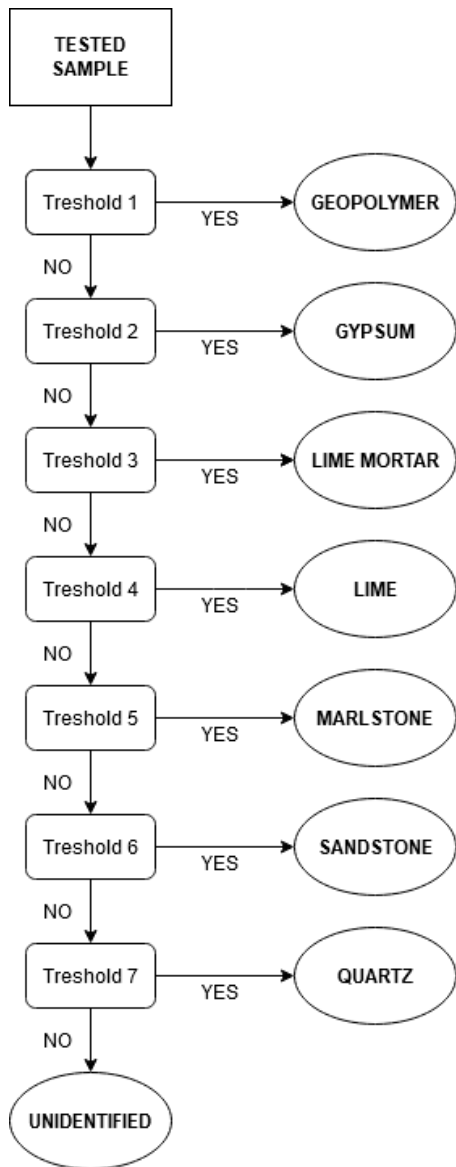 TESTED
SAMPLE
Treshold 1
YES
GEOPOLYMER
NO
Treshold 2
YES
GYPSUM
NO
Treshold 3
YES
LIME MORTAR
NO
Treshold 4
YES
LIME
NO
Treshold 5
YES
MARLSTONE
NO
Treshold 6
YES
SANDSTONE
NO
Treshold 7
YES
QUARTZ
NO
UNIDENTIFIED